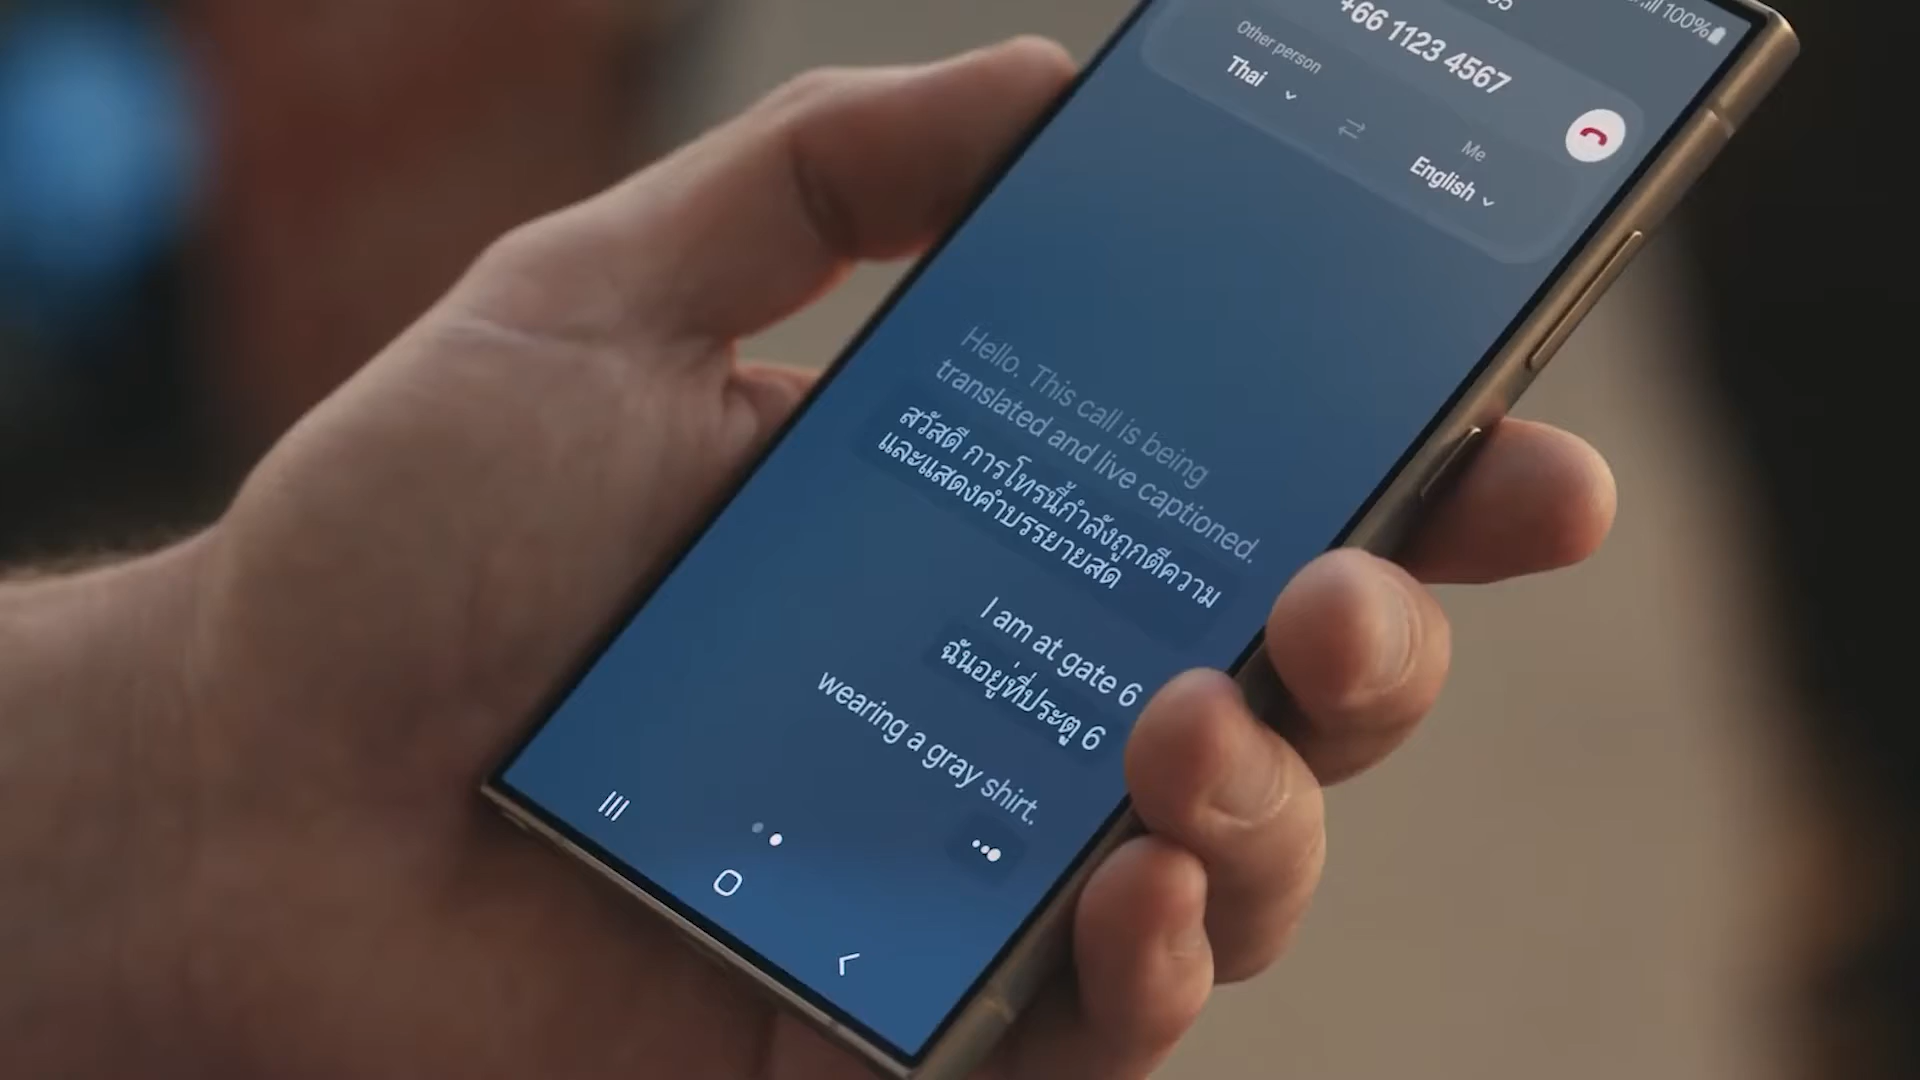 100%
+66 1123 4567
Other person
Thai
Me
English
Hello. This call is being
translated and live captioned.
สวัสดี การโทรนี้กำลังถูกตีความ
และแสดงคำบรรยายสด
I am at gate 6
ฉันอยู่ที่ประตู 6
wearing a gray shirt.